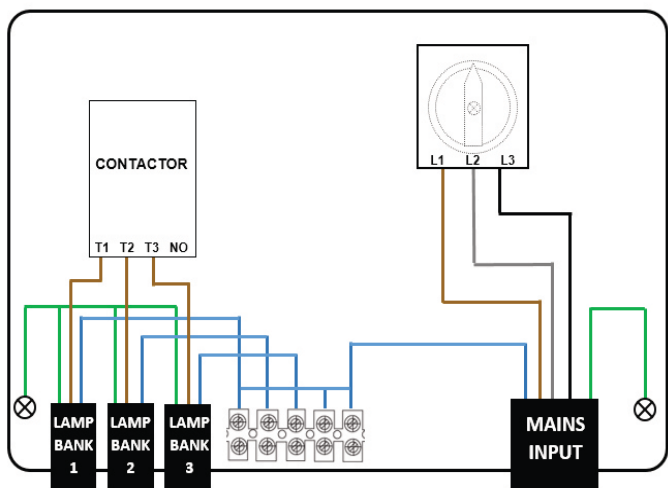 L1 L2 L3
CONTACTOR
T1 T2 T3 NO
LAMP
BANK
1
LAMP
BANK
2
LAMP
BANK
3
MAINS
INPUT